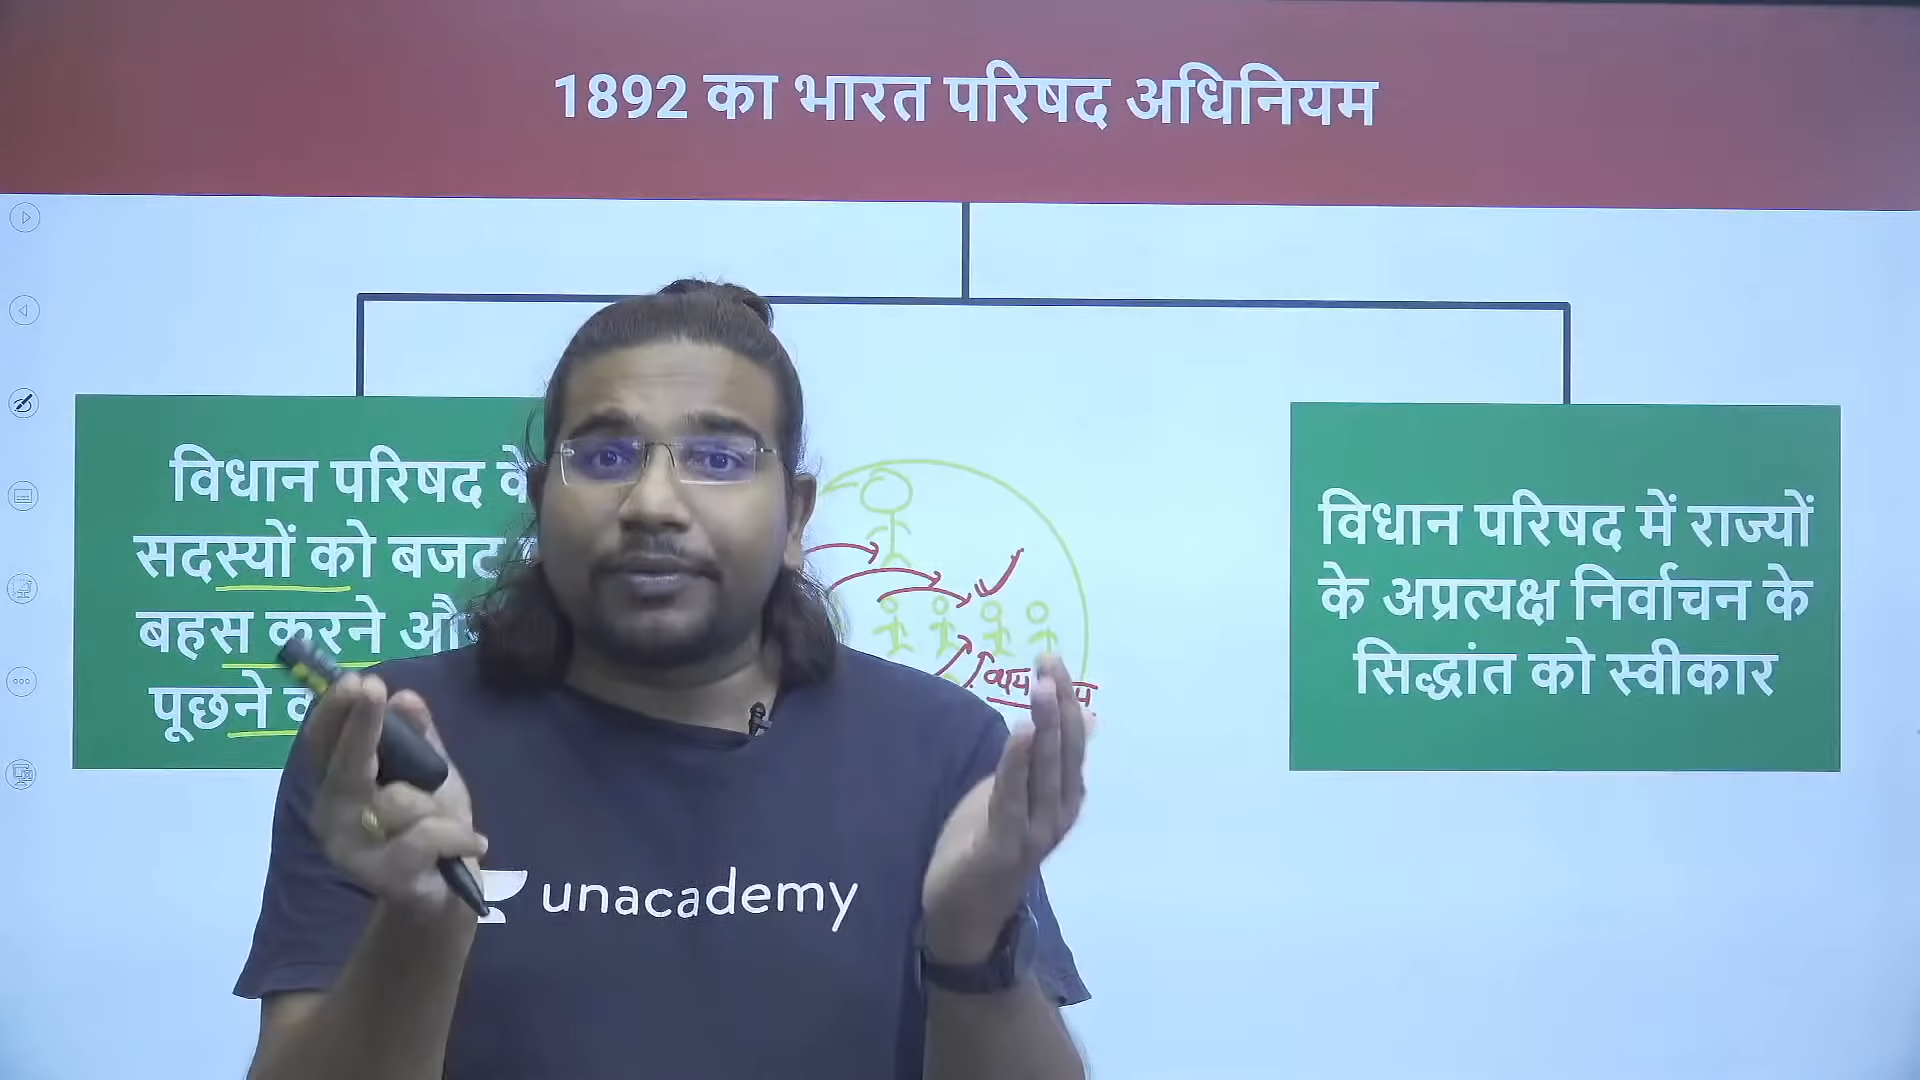 1892 का भारत परिषद अधिनियम
विधान परिषद के
सदस्यों को बजट
बहस करने और
पूछने
विधान परिषद में राज्यों
के अप्रत्यक्ष निर्वाचन के
सिद्धांत को स्वीकार
unacademy